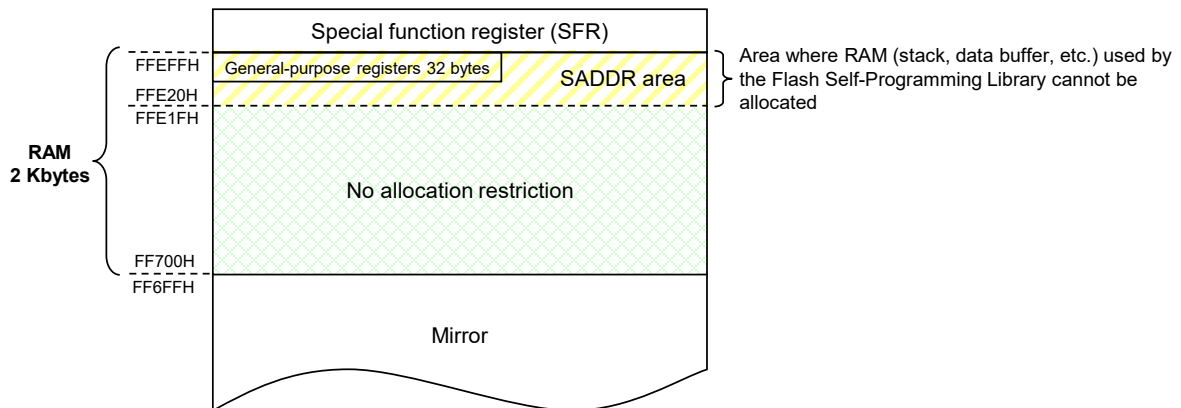 Special function register (SFR)
FFEFFH
General-purpose registers 32 bytes
SADDR area
FFE20H
FFE1FH
Area where RAM (stack, data buffer, etc.) used by
the Flash Self-Programming Library cannot be
allocated
RAM
2 Kbytes
No allocation restriction
FF700H
FF6FFH
Mirror